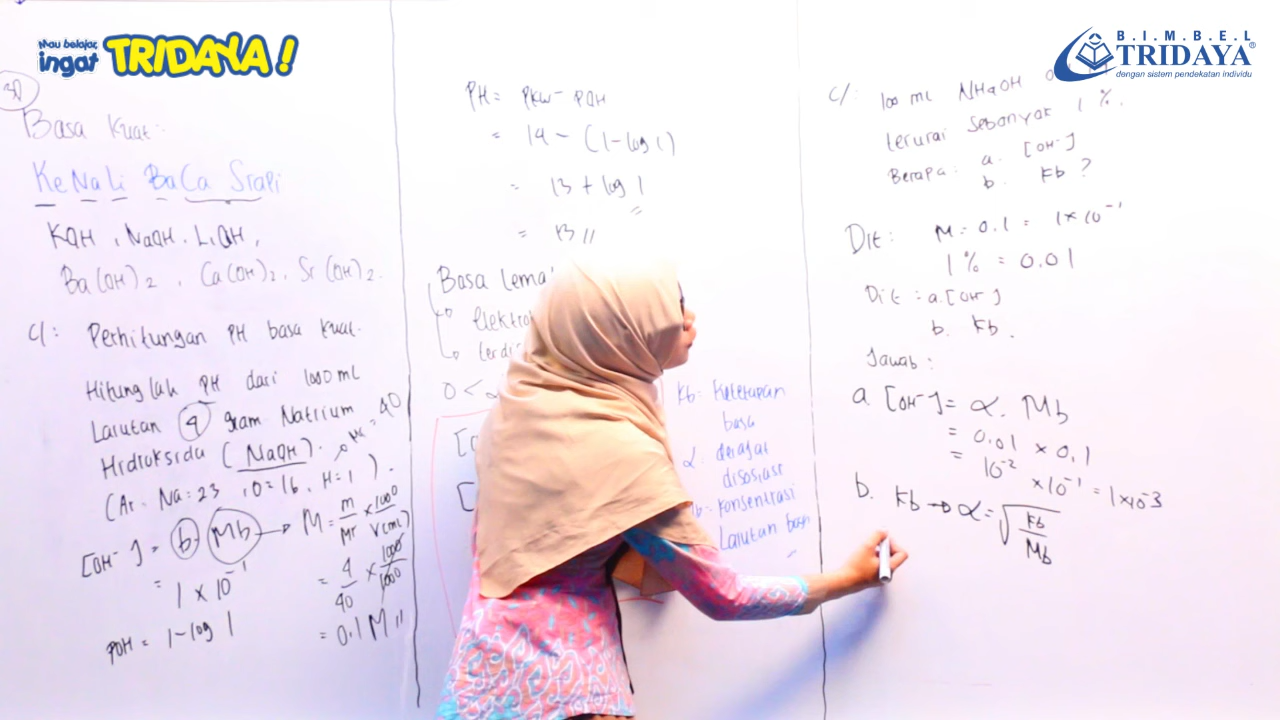 Mau belajar,
ingat TRIDAYA!
B.I.M.B.E.L
TRIDAYA®
dengan sistem pendekatan individu
Basa Kuat:
KeNaLi BaCa Srapi
KOH, NaOH, LiOH,
Ba(OH)2, Ca(OH)2, Sr(OH)2.
C/: Perhitungan PH basa kuat.
Hitunglah PH dari 1000 ml
Larutan 4 gram Natrium
Hidroksida (NaOH). Mr = 40
(Ar. Na:23, O=16, H=1).
[OH-] = b. Mb → M = m/Mr × 1000/V(ml)
= 1 × 10⁻¹
= 4/40 × 1000/1000
POH = 1-log 1
= 0.1 M //
PH = PKw - POH
= 14 - (1-log 1)
= 13 + log 1
= 13 //
Basa Lema
Elektro
terdi
0 <
Kb = Ketetapan
basa
α: derajat
disosiasi
konsentrasi
Larutan basa
C/: 100 ml NH4OH
terurai sebanyak 1 %.
Berapa: a. [OH-]
b. Kb ?
Dit: M = 0.1 = 1×10⁻¹
1 % = 0.01
Dit: a. [OH-]
b. Kb.
Jawab:
a. [OH-] = α. Mb
= 0.01 × 0.1
= 10⁻² × 10⁻¹ = 1×10⁻³
b. Kb → α = √Kb/Mb